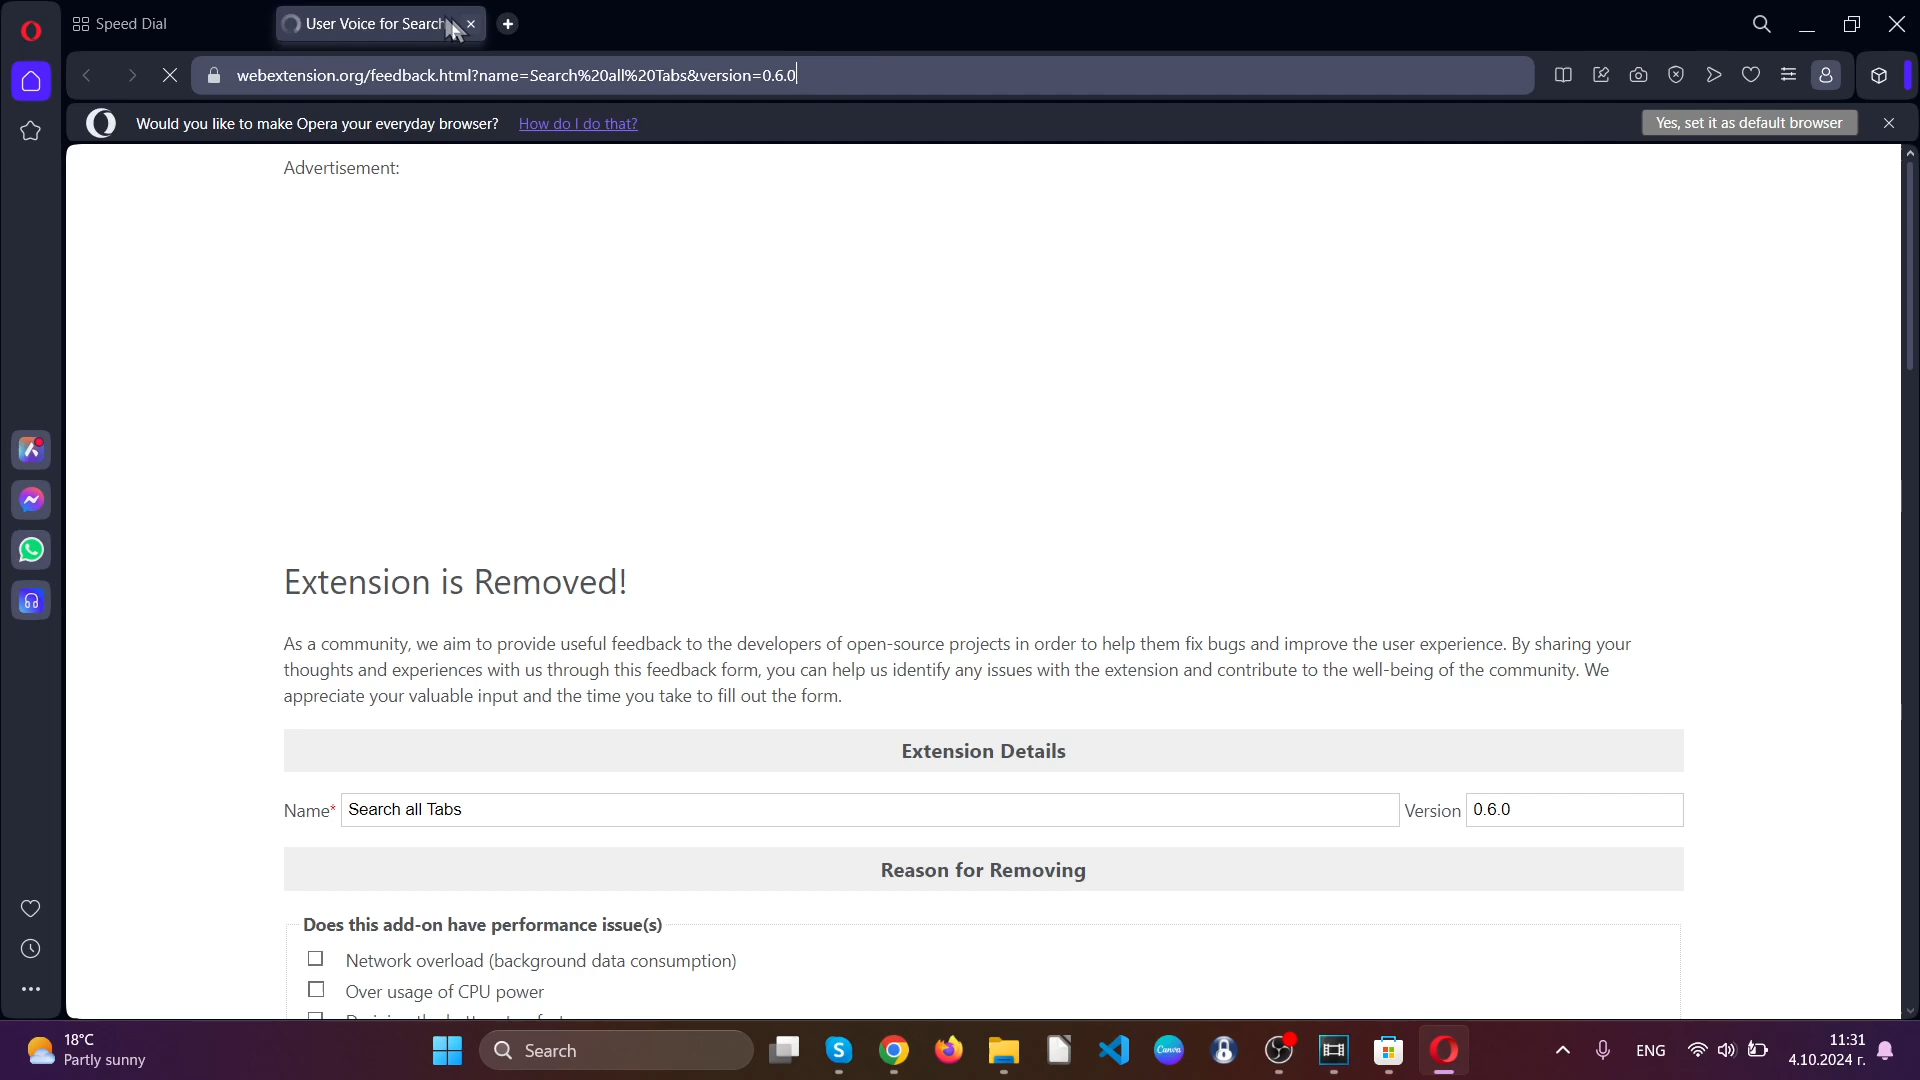 Speed Dial
User Voice for Search
webextension.org/feedback.html?name=Search%20all%20Tabs&version=0.6.0
Would you like to make Opera your everyday browser? How do I do that?
Yes, set it as default browser
Advertisement:
Extension is Removed!
As a community, we aim to provide useful feedback to the developers of open-source projects in order to help them fix bugs and improve the user experience. By sharing your
thoughts and experiences with us through this feedback form, you can help us identify any issues with the extension and contribute to the well-being of the community. We
appreciate your valuable input and the time you take to fill out the form.
Extension Details
Name* Search all Tabs Version 0.6.0
Reason for Removing
Does this add-on have performance issue(s)
Network overload (background data consumption)
Over usage of CPU power
18°C
Partly sunny
Search
Canva
ENG
11:31
4.10.2024 г.